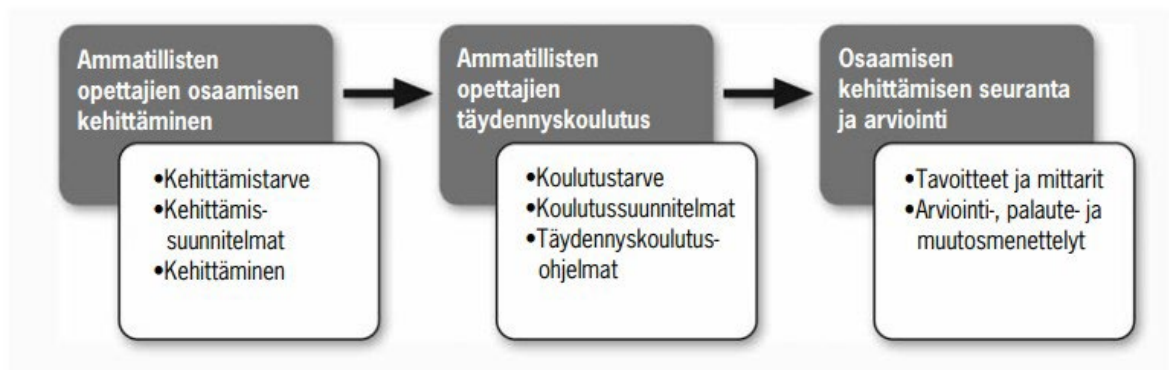 Ammatillisten
opettajien osaamisen
kehittäminen
•Kehittämistarve
•Kehittämis-
suunnitelmat
•Kehittäminen
Ammatillisten
opettajien
täydennyskoulutus
•Koulutustarve
•Koulutussuunnitelmat
•Täydennyskoulutus-
ohjelmat
Osaamisen
kehittämisen seuranta
ja arviointi
•Tavoitteet ja mittarit
•Arviointi-, palaute- ja
muutosmenettelyt